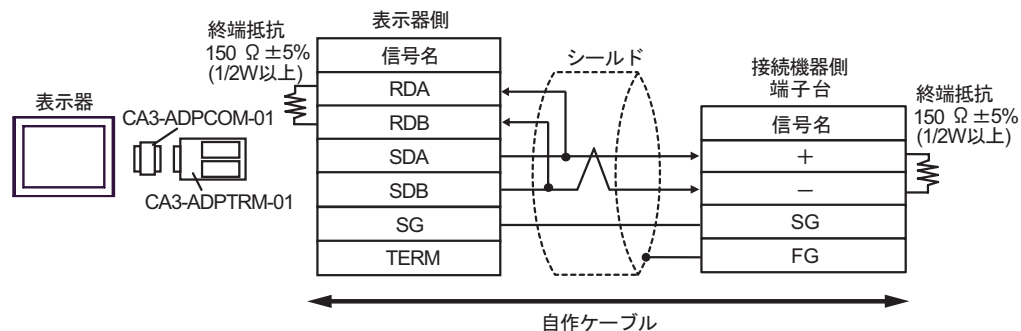 表示器
CA3-ADPCOM-01
CA3-ADPTRM-01
終端抵抗
150 Ω ±5%
(1/2W以上)
表示器側
信号名
RDA
RDB
SDA
SDB
SG
TERM
シールド
接続機器側
端子台
信号名
+
-
SG
FG
終端抵抗
150 Ω ±5%
(1/2W以上)
自作ケーブル